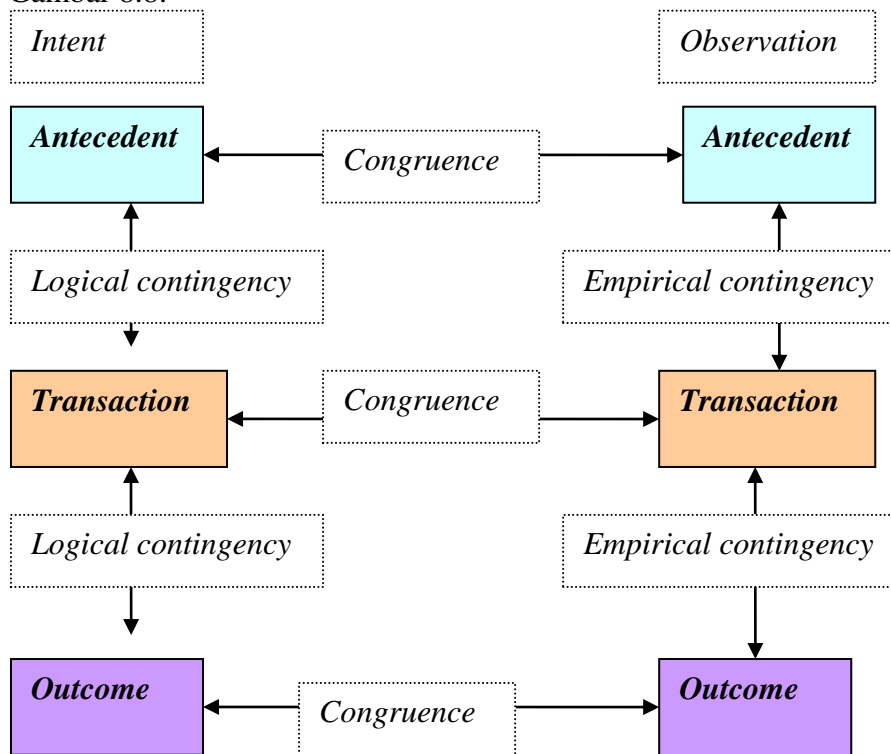 Gambar
Intent Observation
Antecedent Antecedent
Congruence
Logical contingency Empirical contingency
Transaction Congruence Transaction
Logical contingency Empirical contingency
Outcome Outcome
Congruence